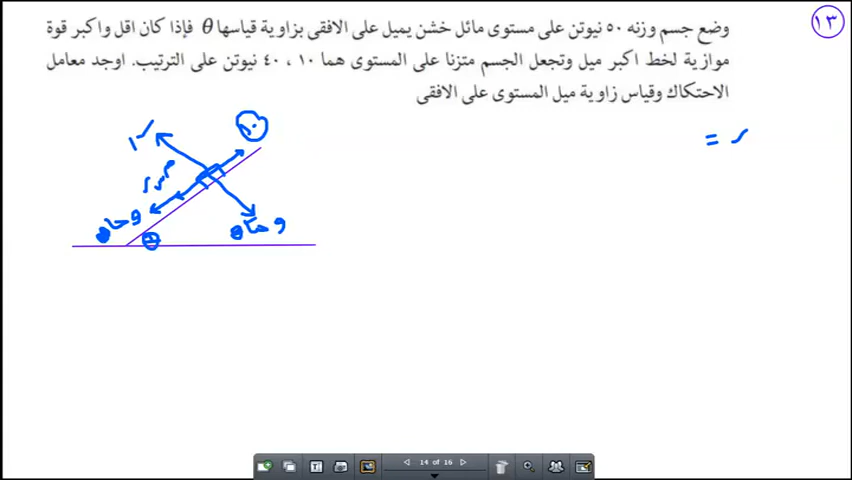 ١٣
وضع جسم وزنه ٥٠ نيوتن على مستوى مائل خشن يميل على الافقى بزاوية قياسها θ فإذا كان اقل واكبر قوة
موازية لخط اكبر ميل وتجعل الجسم متزنا على المستوى هما ١٠ ، ٤٠ نيوتن على الترتيب. اوجد معامل
الاحتكاك وقياس زاوية ميل المستوى على الافقى
ر =
و حا θ
و حتا θ
θ
14 of 16